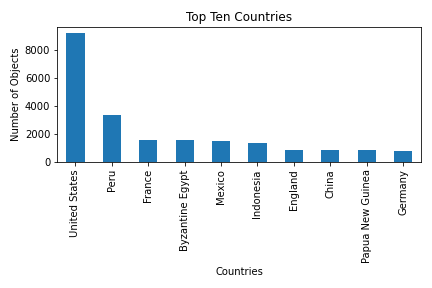 Top Ten Countries
Number of Objects
8000
6000
4000
2000
0
United States
Peru
France
Byzantine Egypt
Mexico
Indonesia
England
China
Papua New Guinea
Germany
Countries